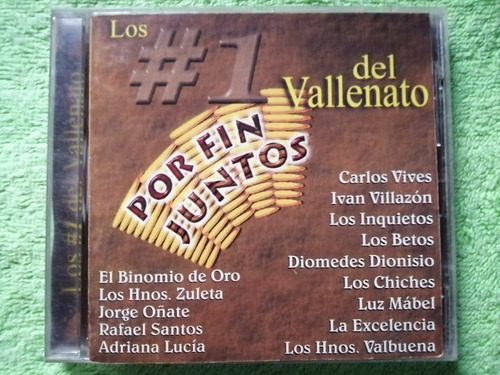 Los
#1
del
Vallenato
POR FIN
JUNTOS
Carlos Vives
Ivan Villazón
Los Inquietos
Los Betos
Diomedes Dionisio
Los Chiches
Luz Mábel
La Excelencia
Los Hnos. Valbuena
El Binomio de Oro
Los Hnos. Zuleta
Jorge Oñate
Rafael Santos
Adriana Lucía
Los #1 del Vallenato